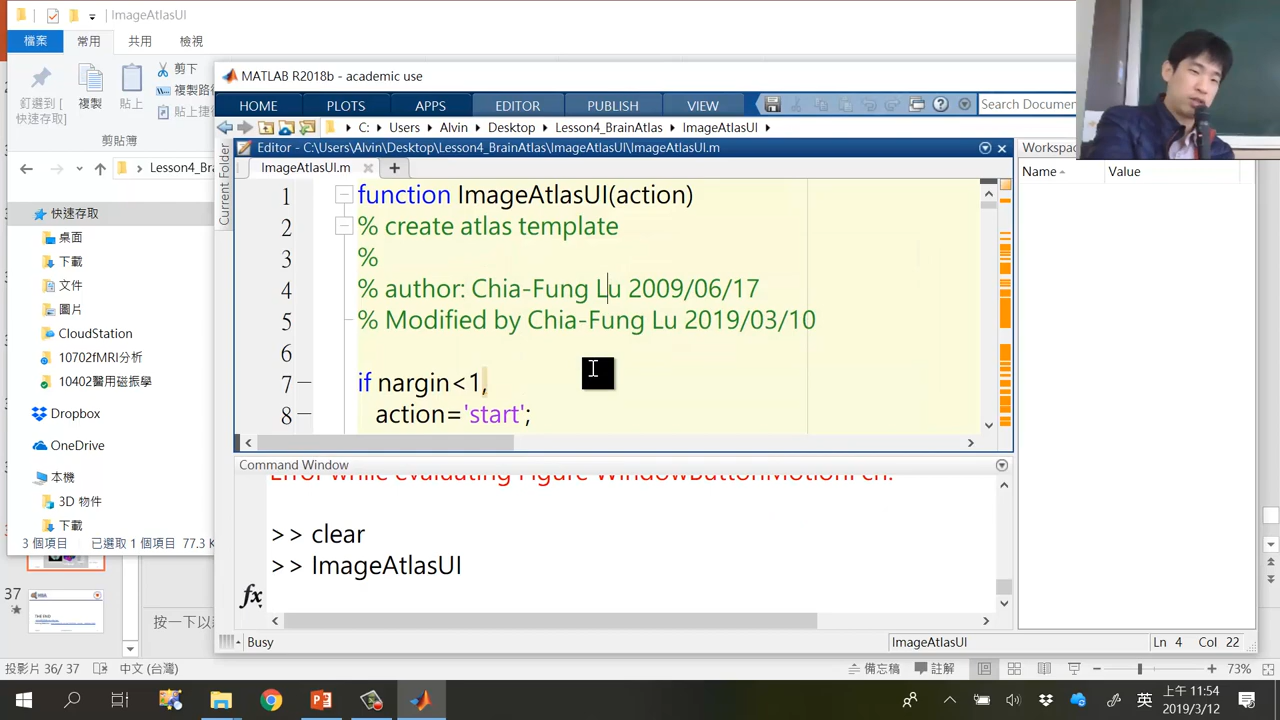 ImageAtlasUI
檔案 常用 共用 檢視
釘選到 [
快速存取]
複製
貼上
剪下
複製路
貼上捷
剪貼簿
Lesson4_Bra
快速存取
桌面
下載
文件
圖片
CloudStation
10702fMRI分析
10402醫用磁振學
Dropbox
OneDrive
本機
3D 物件
下載
3 個項目 已選取 1 個項目 77.3 K
MATLAB R2018b - academic use
HOME PLOTS APPS EDITOR PUBLISH VIEW Search Documen
C: Users Alvin Desktop Lesson4_BrainAtlas ImageAtlasUI
Current Folder
Editor - C:\Users\Alvin\Desktop\Lesson4_BrainAtlas\ImageAtlasUI\ImageAtlasUI.m
ImageAtlasUI.m
1 function ImageAtlasUI(action)
2 % create atlas template
3 %
4 % author: Chia-Fung Lu 2009/06/17
5 % Modified by Chia-Fung Lu 2019/03/10
6
7 if nargin<1,
8 action='start';
Workspa
Name Value
Command Window
Error while evaluating Figure WindowButtonMotionFcn.
>> clear
>> ImageAtlasUI
fx
Busy ImageAtlasUI Ln 4 Col 22
37
THE END
按一下以
投影片 36/ 37 中文 (台灣) 備忘稿 註解 73%
英 上午 11:54
2019/3/12